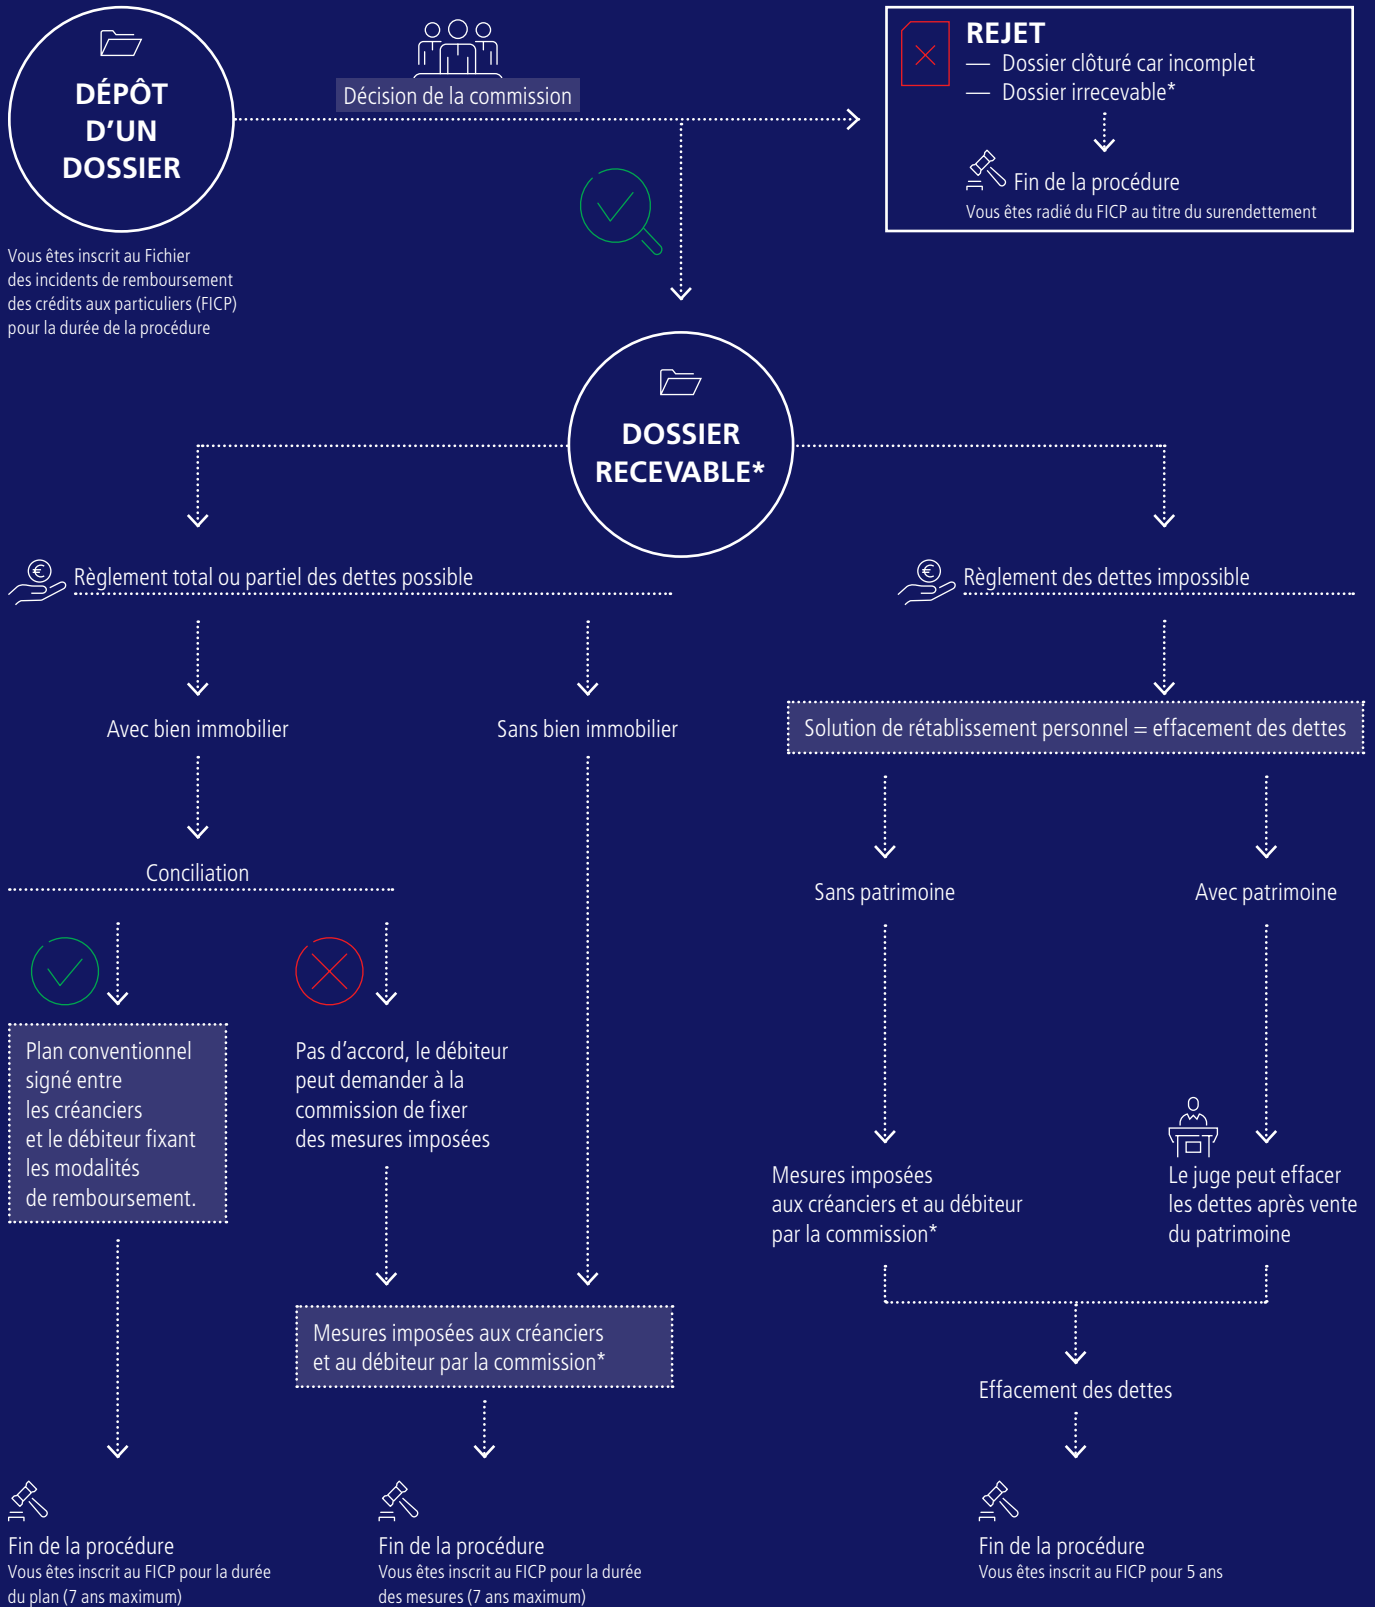 DÉPÔT
D'UN
DOSSIER
Vous êtes inscrit au Fichier
des incidents de remboursement
des crédits aux particuliers (FICP)
pour la durée de la procédure
Décision de la commission
REJET
— Dossier clôturé car incomplet
— Dossier irrecevable*
Fin de la procédure
Vous êtes radié du FICP au titre du surendettement
DOSSIER
RECEVABLE*
€
Règlement total ou partiel des dettes possible
€
Règlement des dettes impossible
Avec bien immobilier
Sans bien immobilier
Solution de rétablissement personnel = effacement des dettes
Conciliation
Sans patrimoine
Avec patrimoine
Plan conventionnel
signé entre
les créanciers
et le débiteur fixant
les modalités
de remboursement.
Pas d'accord, le débiteur
peut demander à la
commission de fixer
des mesures imposées
Mesures imposées
aux créanciers et au débiteur
par la commission*
Le juge peut effacer
les dettes après vente
du patrimoine
Mesures imposées aux créanciers
et au débiteur par la commission*
Effacement des dettes
Fin de la procédure
Vous êtes inscrit au FICP pour la durée
du plan (7 ans maximum)
Fin de la procédure
Vous êtes inscrit au FICP pour la durée
des mesures (7 ans maximum)
Fin de la procédure
Vous êtes inscrit au FICP pour 5 ans